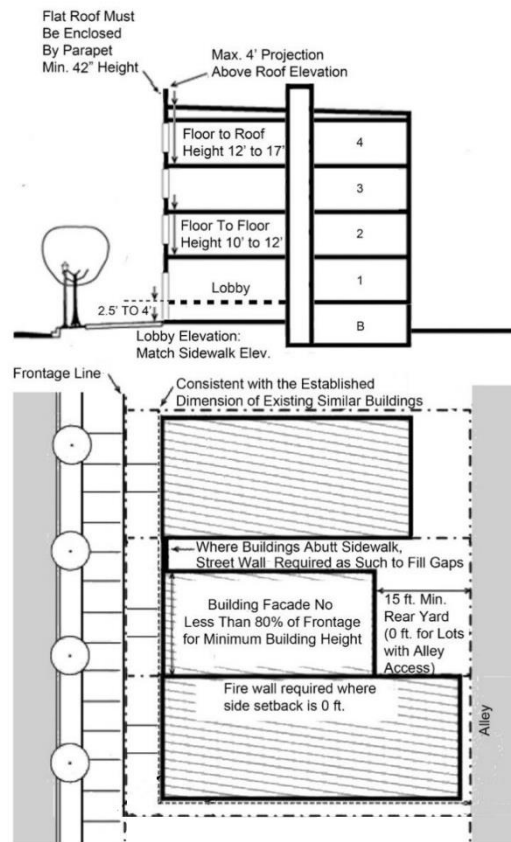 Flat Roof Must
Be Enclosed
By Parapet
Min. 42" Height
Max. 4' Projection
Above Roof Elevation
Floor to Roof
Height 12' to 17'
4
3
Floor To Floor
Height 10' to 12'
2
1
Lobby
2.5' TO 4'
B
Lobby Elevation:
Match Sidewalk Elev.
Frontage Line
Consistent with the Established
Dimension of Existing Similar Buildings
Where Buildings Abutt Sidewalk,
Street Wall Required as Such to Fill Gaps
Building Facade No
Less Than 80% of Frontage
for Minimum Building Height
15 ft. Min.
Rear Yard
(0 ft. for Lots
with Alley
Access)
Fire wall required where
side setback is 0 ft.
Alley